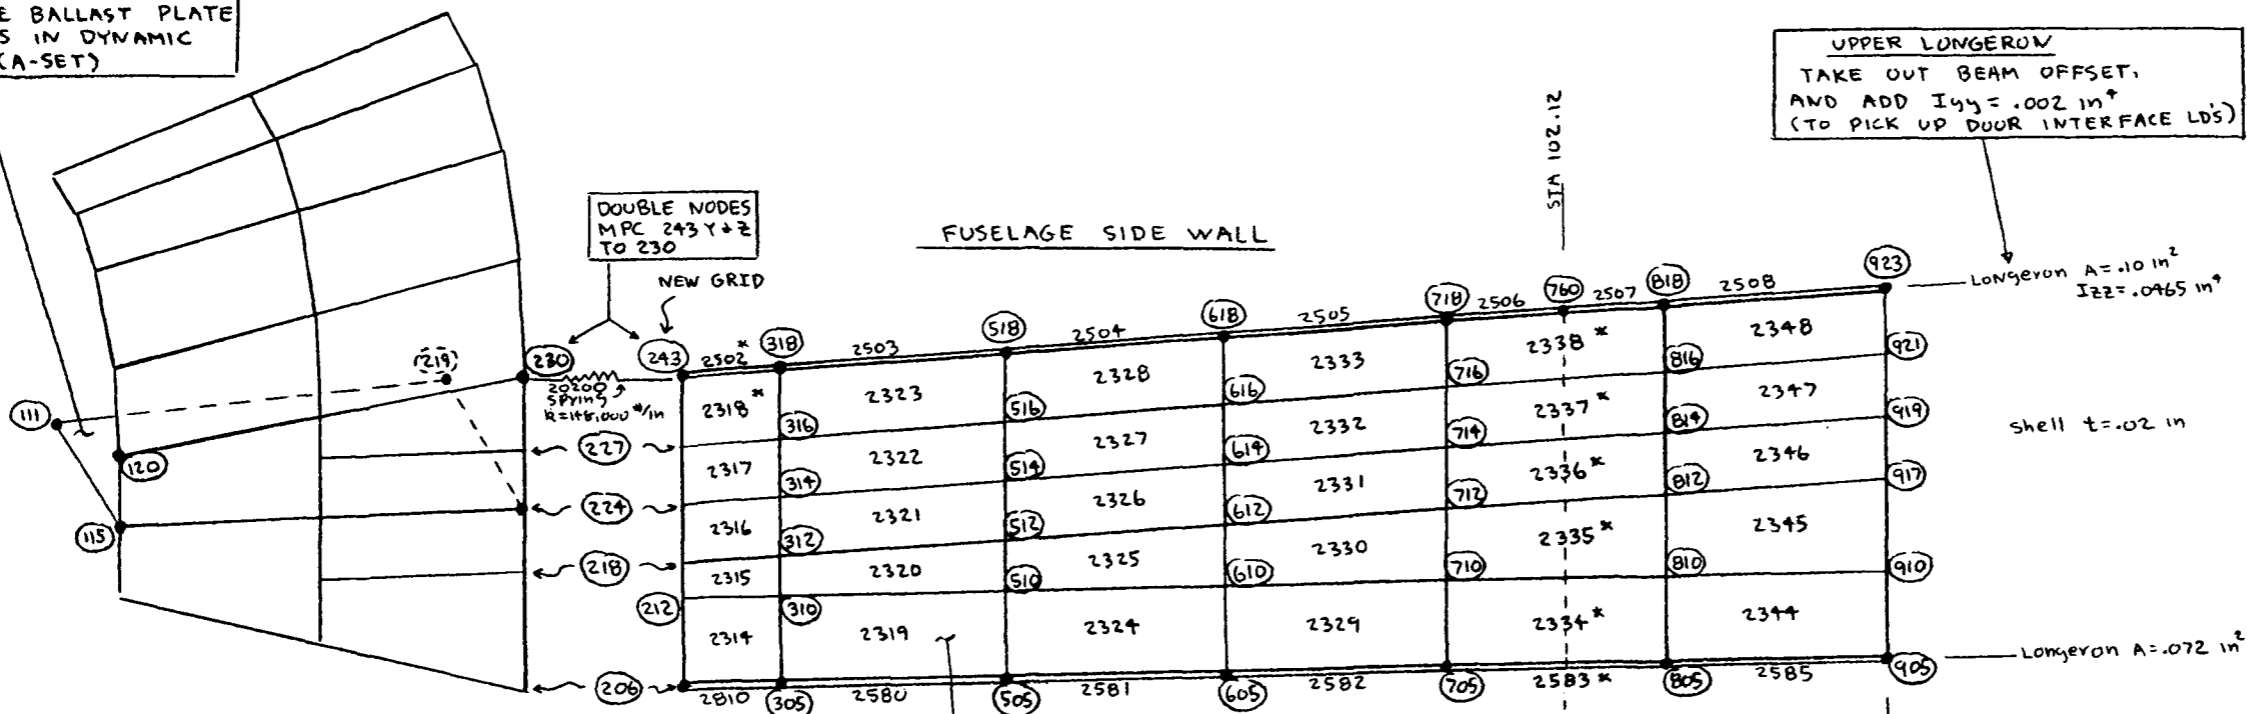 E BALLAST PLATE
S IN DYNAMIC
(A-SET)
UPPER LONGERON
TAKE OUT BEAM OFFSET,
AND ADD Iyy = .002 in⁴
(TO PICK UP DOOR INTERFACE LD'S)
STA 102.12
DOUBLE NODES
MPC 243 Y+Z
TO 230
NEW GRID
FUSELAGE SIDE WALL
923
Longeron A=.10 in²
Izz=.0465 in⁴
718 2506 760 2507 818 2508
518 2504 618 2505
219 230 243 2502* 318 2503
20200
spring
k=148,000 #/in
2318* 2323 2328 2333 2338* 2348
111 120 115
316 516 616 716 816 921
227 2317 2322 2327 2332 2337* 2347
314 514 614 714 814 919
shell t=.02 in
224 2316 2321 2326 2331 2336* 2346
312 512 612 712 812 917
218 2315 2320 2325 2330 2335* 2345
212 310 510 610 710 810 910
2314 2319 2324 2329 2334* 2344
206 2810 305 2580 505 2581 605 2582 705 2583* 805 2585 905
Longeron A=.072 in²